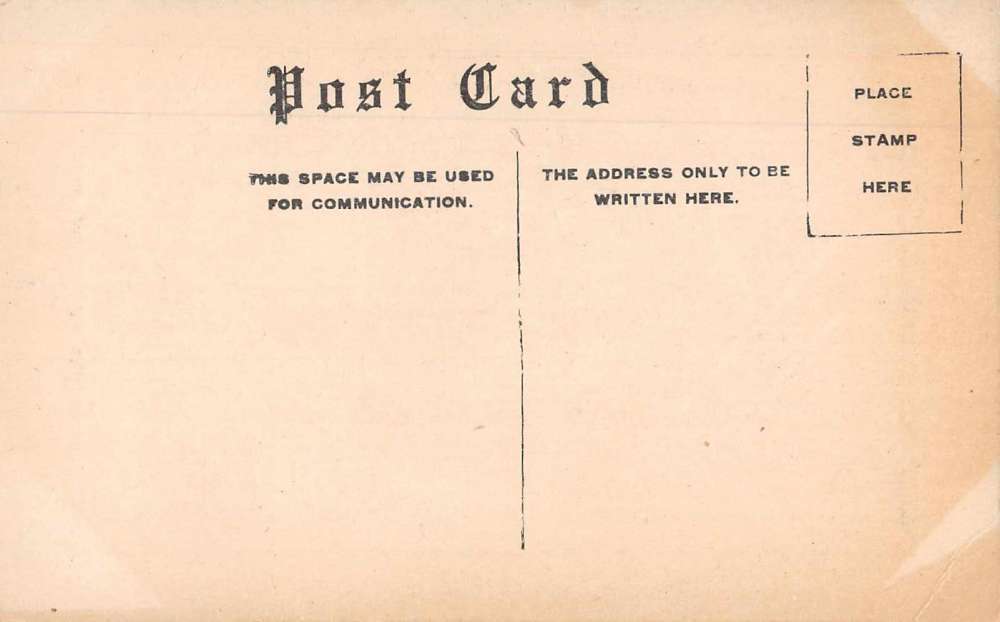 Post Card
THIS SPACE MAY BE USED
FOR COMMUNICATION.
THE ADDRESS ONLY TO BE
WRITTEN HERE.
PLACE
STAMP
HERE